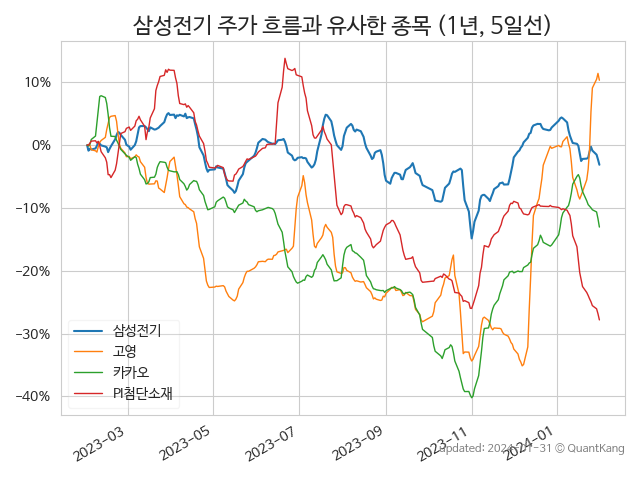 삼성전기 주가 흐름과 유사한 종목 (1년, 5일선)
10%
0%
−10%
−20%
−30%
−40%
삼성전기
고영
카카오
PI첨단소재
2023-03
2023-05
2023-07
2023-09
2023-11
2024-01
updated: 2024-01-31 © QuantKang